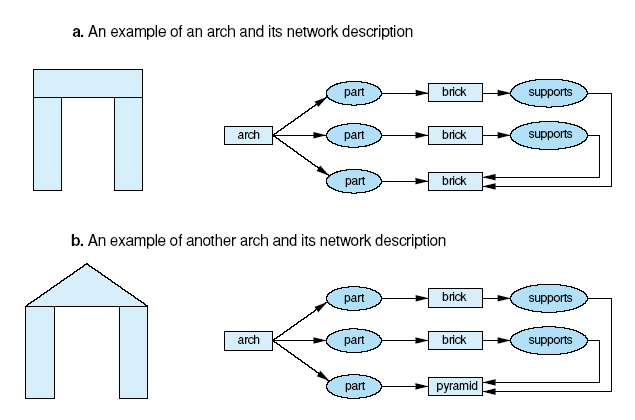 a. An example of an arch and its network description
part brick supports
arch part brick supports
part brick
b. An example of another arch and its network description
part brick supports
arch part brick supports
part pyramid